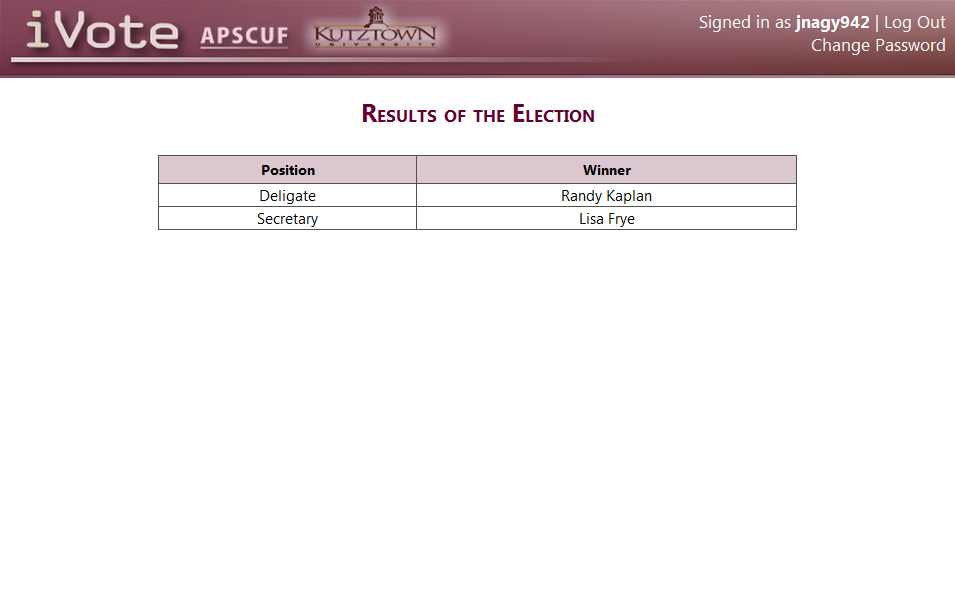 iVote APSCUF KUTZTOWN UNIVERSITY
Signed in as jnagy942 | Log Out
Change Password
Results of the Election
Position Winner
Deligate Randy Kaplan
Secretary Lisa Frye